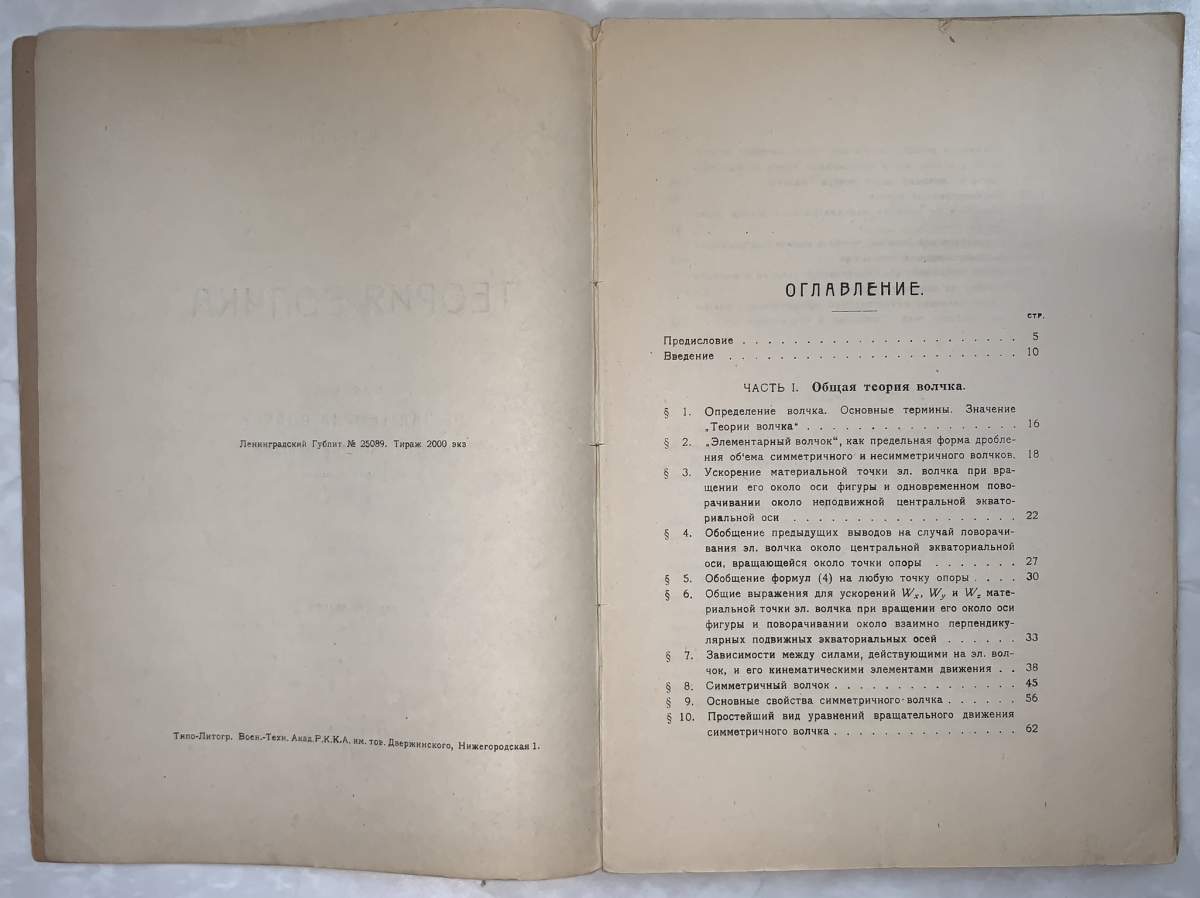 Ленинградский Гублит. № 25089. Тираж 2000 экз
Типо-Литогр. Воен.-Техн. Акад. Р.К.К.А. им. тов. Дзержинского, Нижегородская 1.
ОГЛАВЛЕНИЕ.
СТР.
Предисловие . . . . . . . . . . . . . . . . . . . . . . 5
Введение . . . . . . . . . . . . . . . . . . . . . . . 10
ЧАСТЬ I. Общая теория волчка.
§ 1. Определение волчка. Основные термины. Значение
„Теории волчка“ . . . . . . . . . . . . . . . . . 16
§ 2. „Элементарный волчок“, как предельная форма дробле-
ния об'ема симметричного и несимметричного волчков. 18
§ 3. Ускорение материальной точки эл. волчка при вра-
щении его около оси фигуры и одновременном пово-
рачивании около неподвижной центральной эквато-
риальной оси . . . . . . . . . . . . . . . . . . 22
§ 4. Обобщение предыдущих выводов на случай поворачи-
вания эл. волчка около центральной экваториальной
оси, вращающейся около точки опоры . . . . . . . 27
§ 5. Обобщение формул (4) на любую точку опоры . . . . 30
§ 6. Общие выражения для ускорений Wx, Wy и Wz мате-
риальной точки эл. волчка при вращении его около оси
фигуры и поворачивании около взаимно перпендику-
лярных подвижных экваториальных осей . . . . . . 33
§ 7. Зависимости между силами, действующими на эл. вол-
чок, и его кинематическими элементами движения . . 38
§ 8. Симметричный волчок . . . . . . . . . . . . . . . 45
§ 9. Основные свойства симметричного волчка . . . . . . 56
§ 10. Простейший вид уравнений вращательного движения
симметричного волчка . . . . . . . . . . . . . . . 62